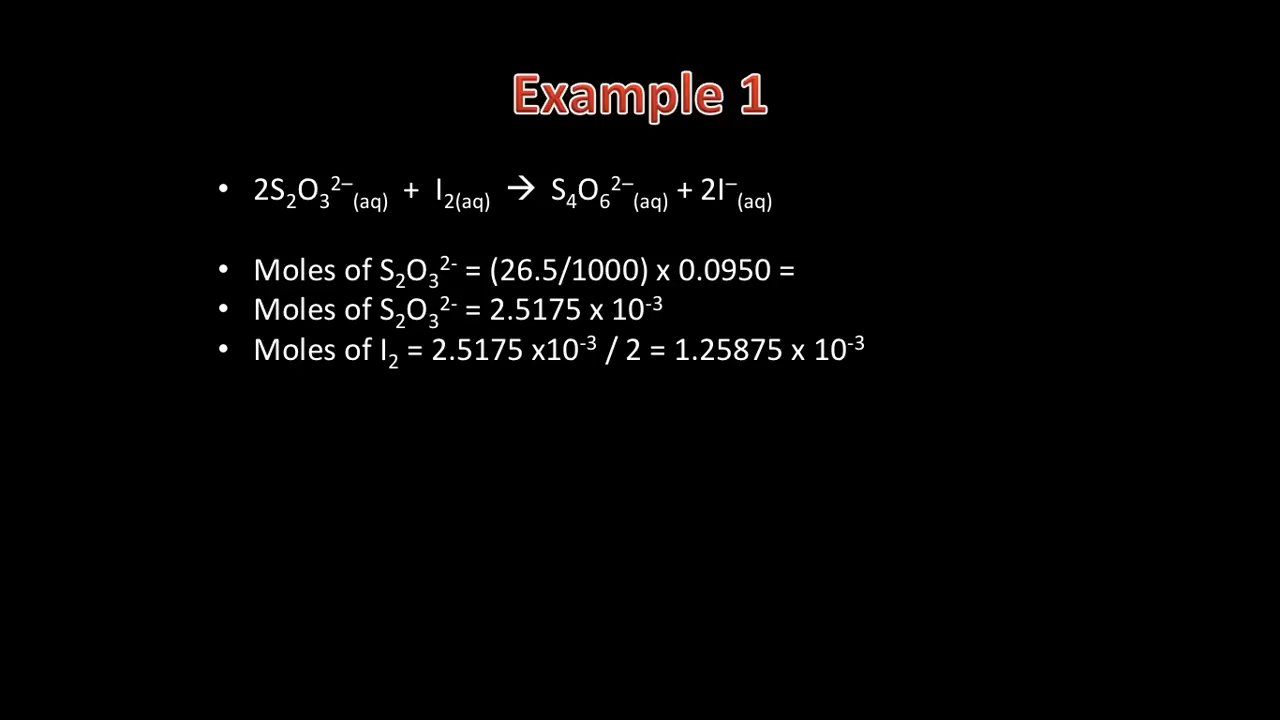 Example 1
• 2S₂O₃²⁻(aq) + I₂(aq) → S₄O₆²⁻(aq) + 2I⁻(aq)
• Moles of S₂O₃²⁻ = (26.5/1000) x 0.0950 =
• Moles of S₂O₃²⁻ = 2.5175 x 10⁻³
• Moles of I₂ = 2.5175 x10⁻³ / 2 = 1.25875 x 10⁻³